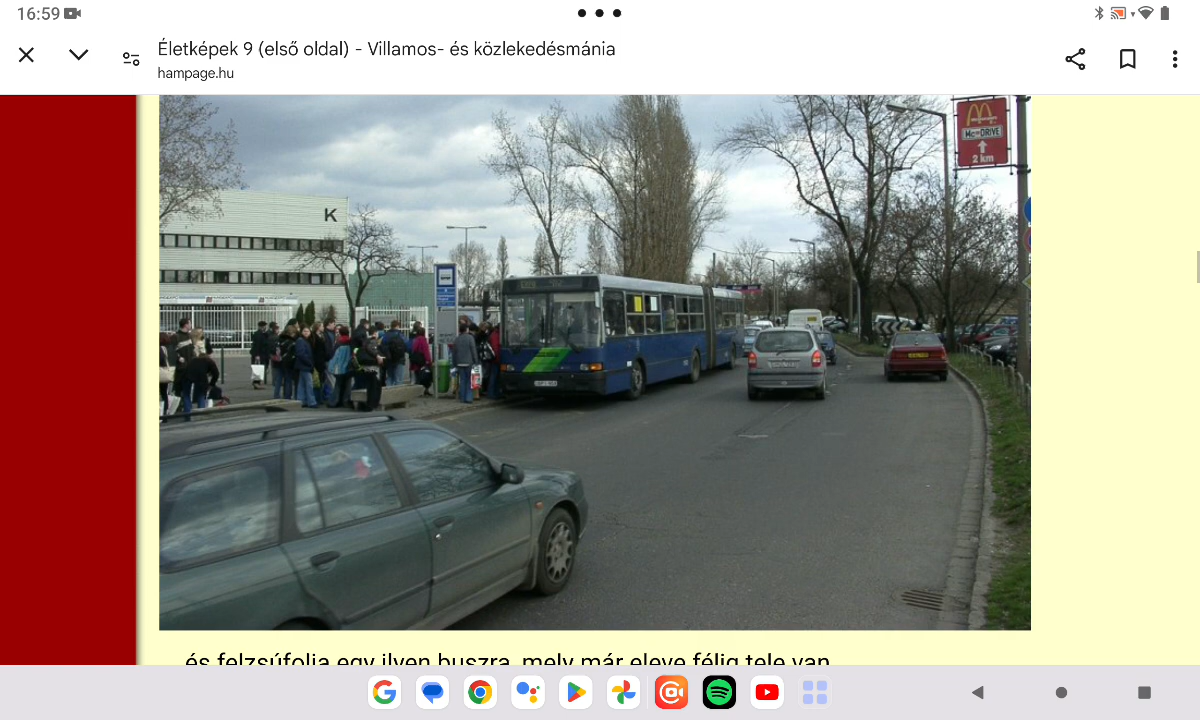 16:59
Életképek 9 (első oldal) - Villamos- és közlekedésmánia
hampage.hu
McDRIVE
2 km
K
és felzsúfolja egy ilyen buszra, mely már eleve félig tele van